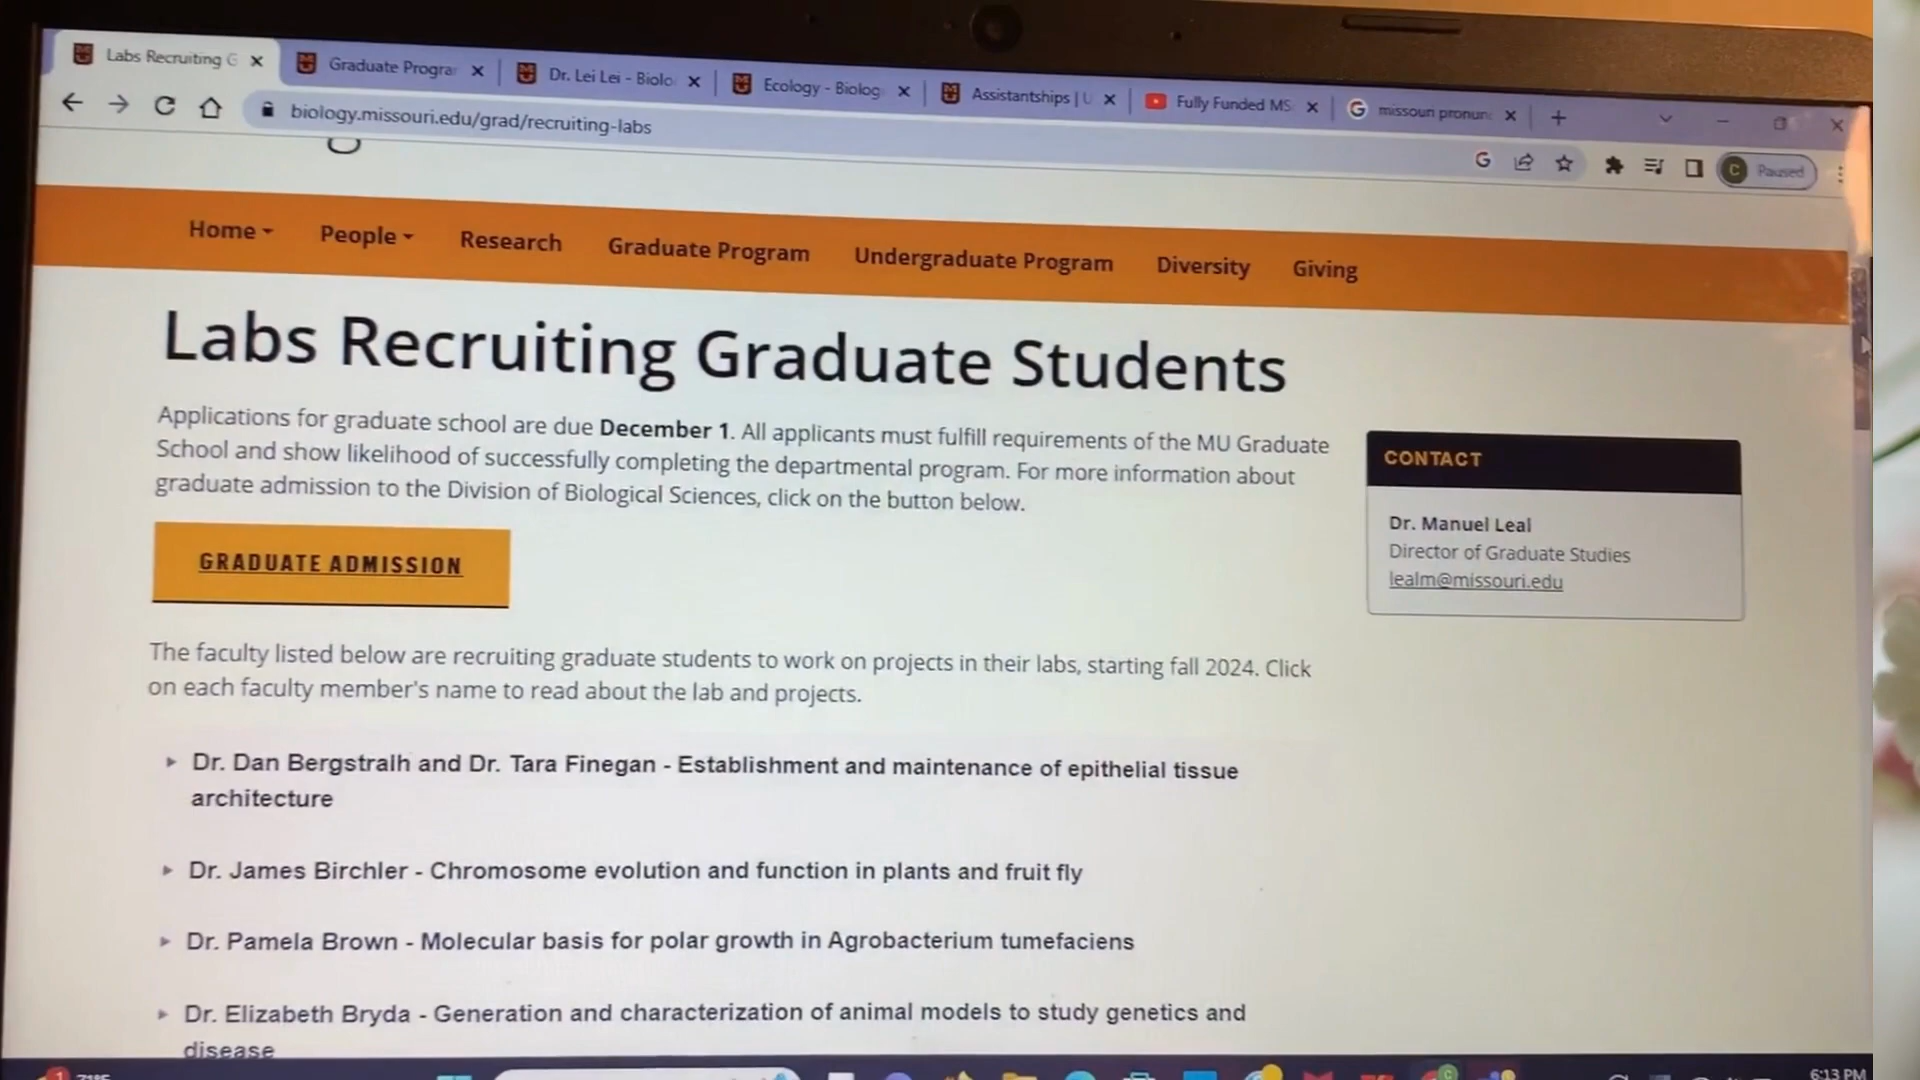 Labs Recruiting G
Graduate Progra
Dr. Lei Lei - Biolo
Ecology - Biolog
Assistantships | U
Fully Funded MS
missouri pronun
biology.missouri.edu/grad/recruiting-labs
G
C Paused
Home
People
Research
Graduate Program
Undergraduate Program
Diversity
Giving
Labs Recruiting Graduate Students
Applications for graduate school are due December 1. All applicants must fulfill requirements of the MU Graduate
School and show likelihood of successfully completing the departmental program. For more information about
graduate admission to the Division of Biological Sciences, click on the button below.
GRADUATE ADMISSION
CONTACT
Dr. Manuel Leal
Director of Graduate Studies
lealm@missouri.edu
The faculty listed below are recruiting graduate students to work on projects in their labs, starting fall 2024. Click
on each faculty member's name to read about the lab and projects.
Dr. Dan Bergstralh and Dr. Tara Finegan - Establishment and maintenance of epithelial tissue
architecture
Dr. James Birchler - Chromosome evolution and function in plants and fruit fly
Dr. Pamela Brown - Molecular basis for polar growth in Agrobacterium tumefaciens
Dr. Elizabeth Bryda - Generation and characterization of animal models to study genetics and
disease
6:13 PM